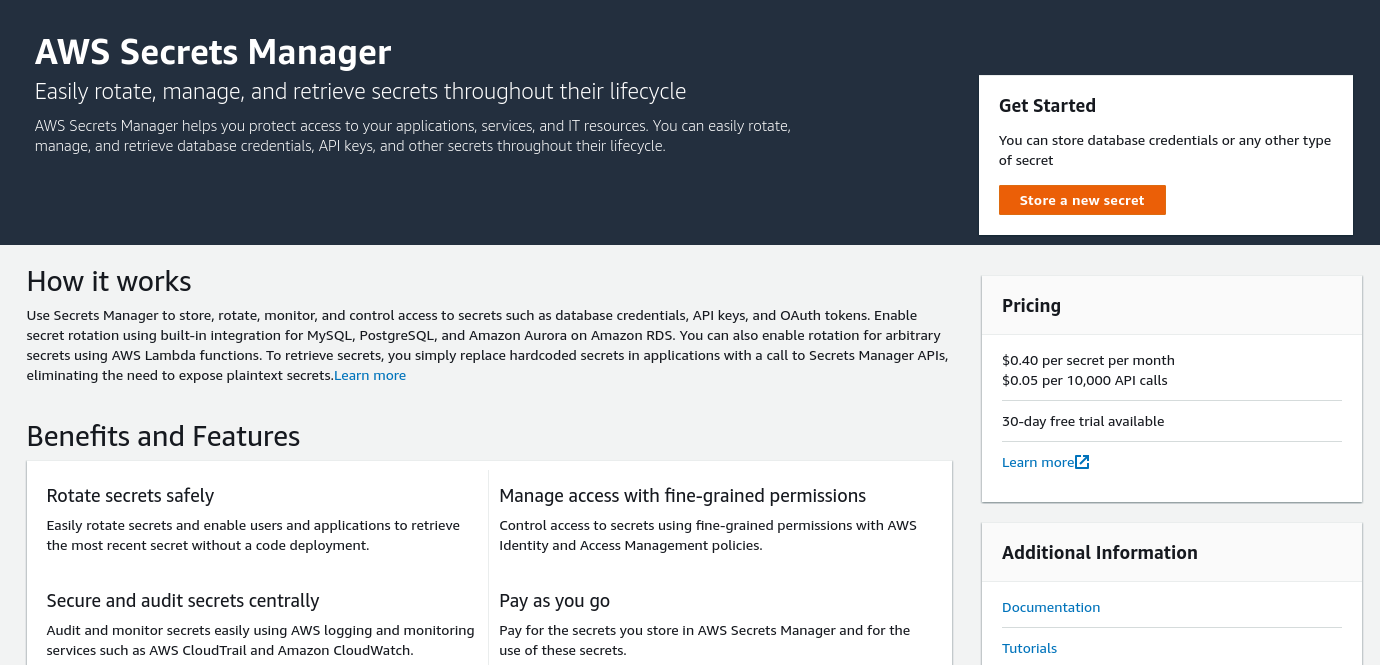 AWS Secrets Manager
Easily rotate, manage, and retrieve secrets throughout their lifecycle
AWS Secrets Manager helps you protect access to your applications, services, and IT resources. You can easily rotate,
manage, and retrieve database credentials, API keys, and other secrets throughout their lifecycle.
Get Started
You can store database credentials or any other type
of secret
Store a new secret
How it works
Use Secrets Manager to store, rotate, monitor, and control access to secrets such as database credentials, API keys, and OAuth tokens. Enable
secret rotation using built-in integration for MySQL, PostgreSQL, and Amazon Aurora on Amazon RDS. You can also enable rotation for arbitrary
secrets using AWS Lambda functions. To retrieve secrets, you simply replace hardcoded secrets in applications with a call to Secrets Manager APIs,
eliminating the need to expose plaintext secrets.Learn more
Benefits and Features
Rotate secrets safely
Easily rotate secrets and enable users and applications to retrieve
the most recent secret without a code deployment.
Manage access with fine-grained permissions
Control access to secrets using fine-grained permissions with AWS
Identity and Access Management policies.
Secure and audit secrets centrally
Audit and monitor secrets easily using AWS logging and monitoring
services such as AWS CloudTrail and Amazon CloudWatch.
Pay as you go
Pay for the secrets you store in AWS Secrets Manager and for the
use of these secrets.
Pricing
$0.40 per secret per month
$0.05 per 10,000 API calls
30-day free trial available
Learn more
Additional Information
Documentation
Tutorials